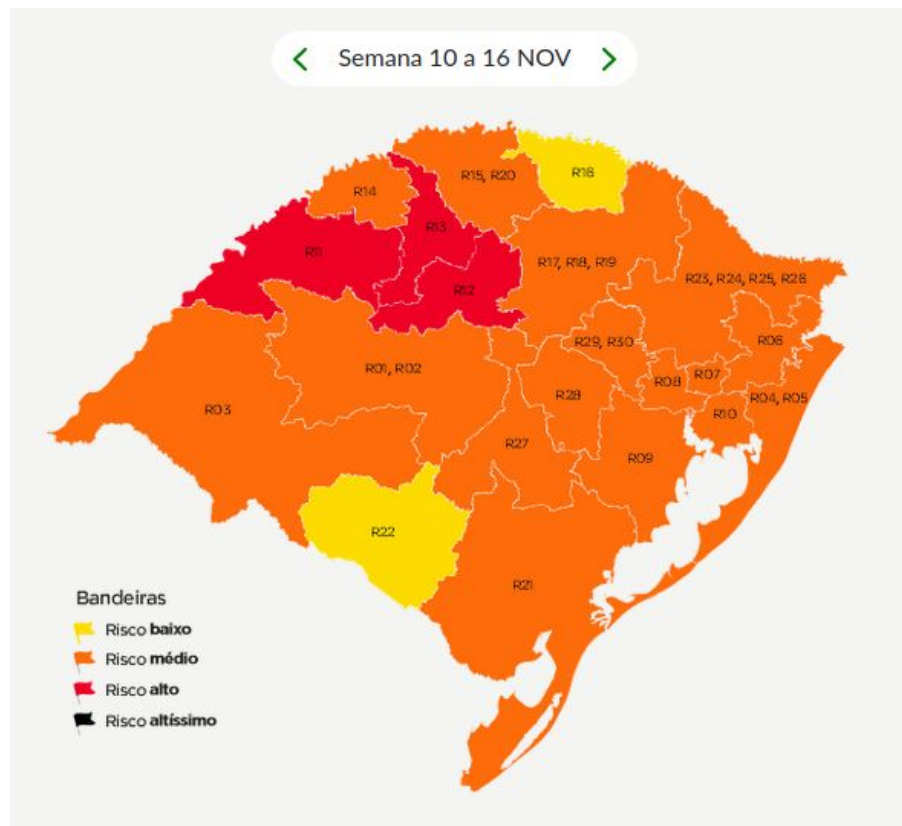 Semana 10 a 16 NOV
R15, R20
R18
R14
R13
R11
R17, R18, R19
R23, R24, R25, R26
R12
R29, R30
R06
R01, R02
R08
R07
R28
R04, R05
R03
R10
R27
R09
R22
R21
Bandeiras
Risco baixo
Risco médio
Risco alto
Risco altíssimo